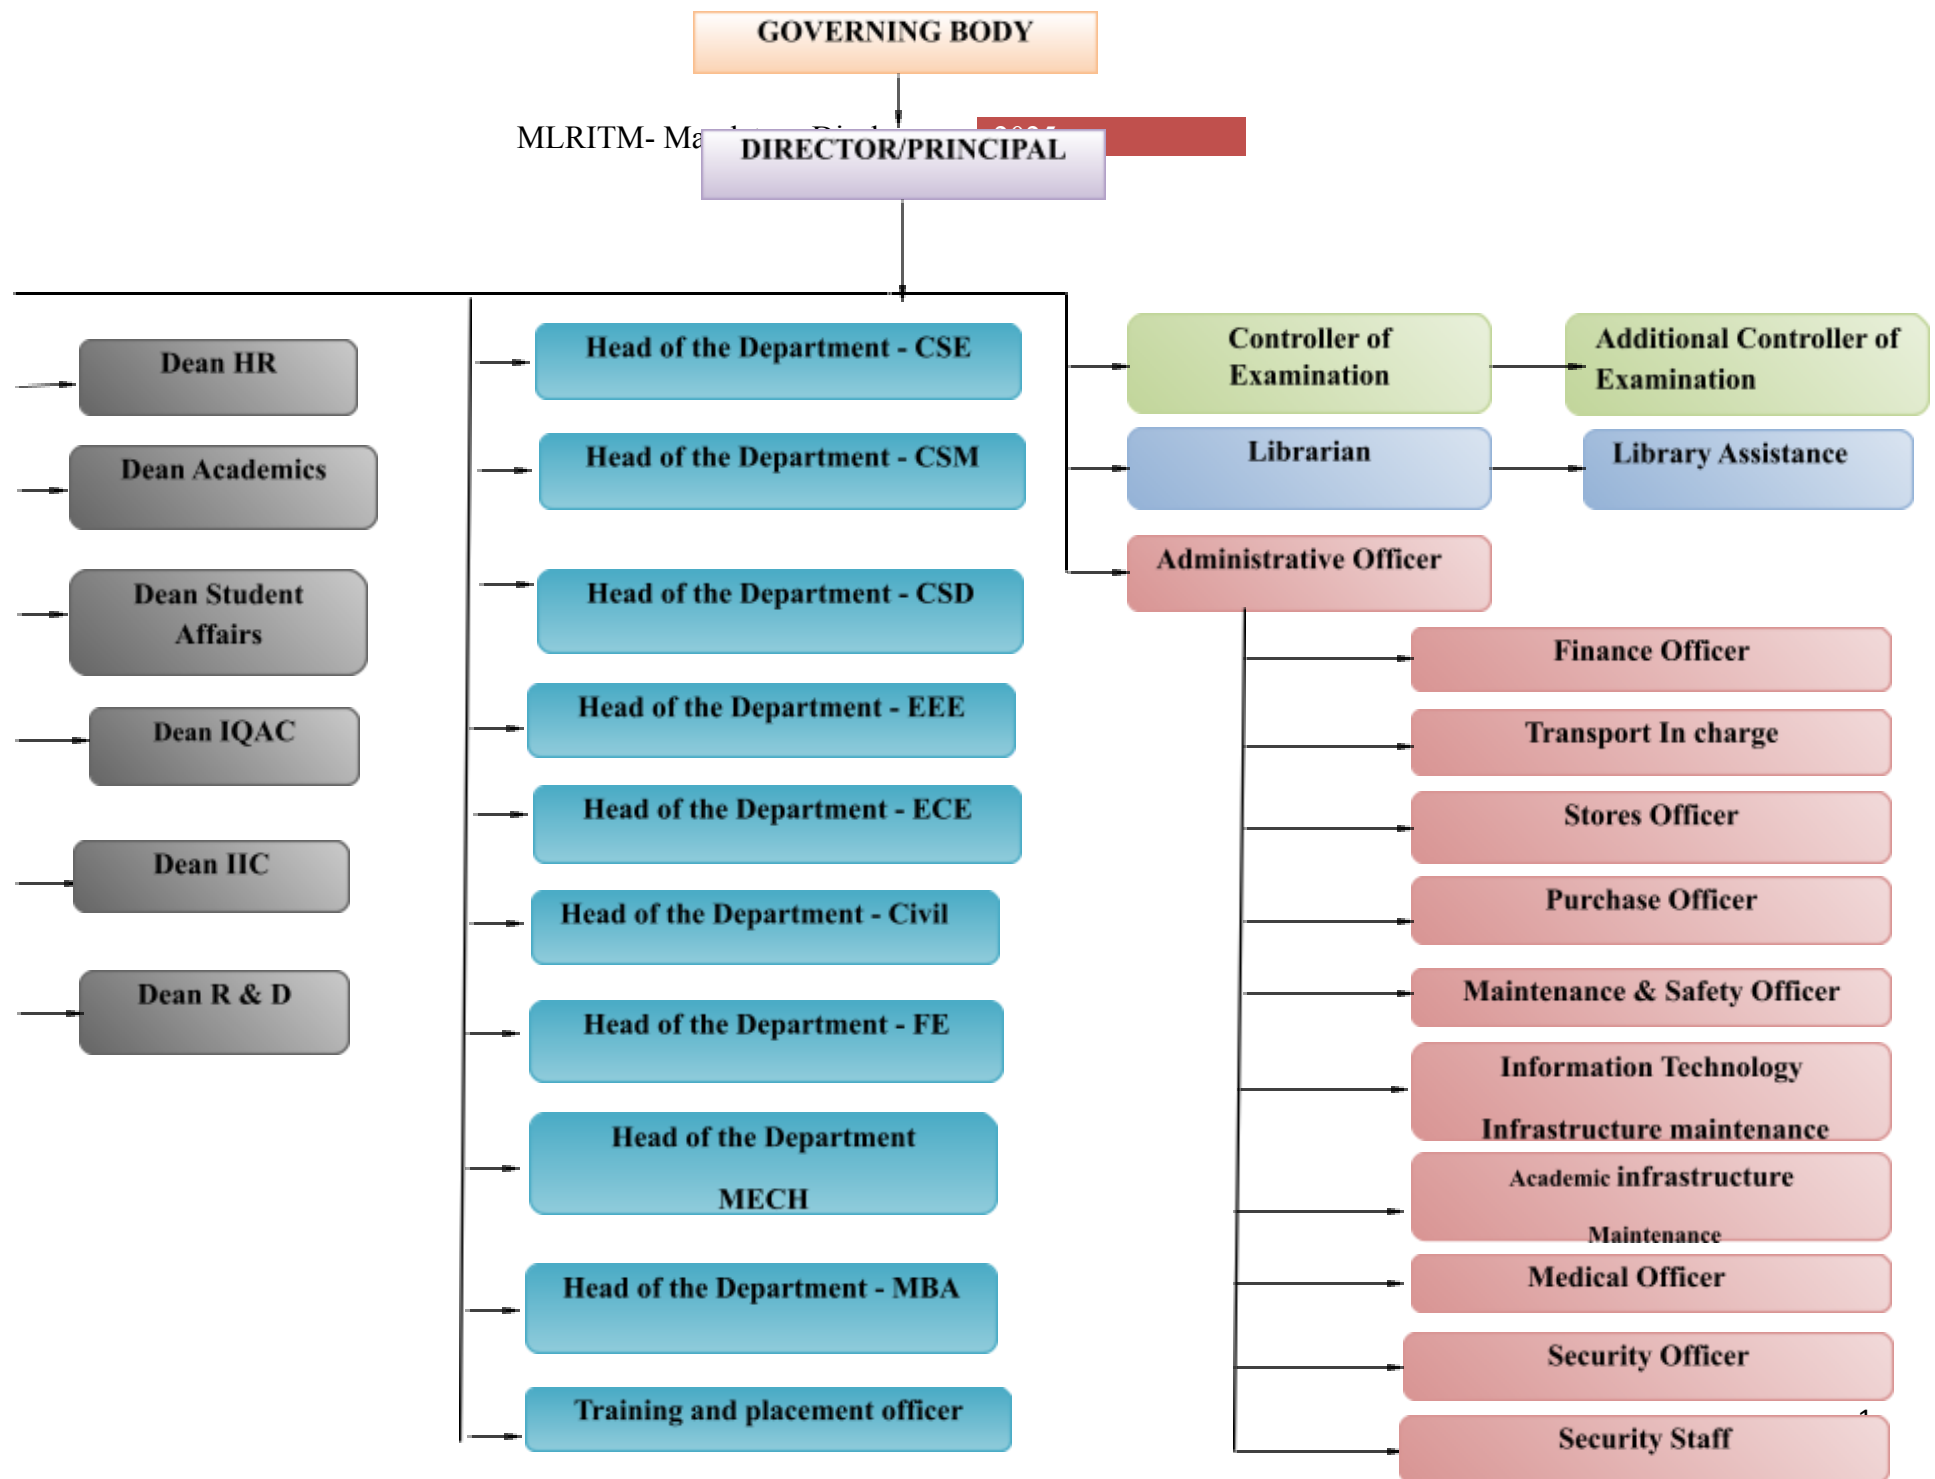 GOVERNING BODY
MLRITM- Ma
DIRECTOR/PRINCIPAL
Dean HR
Dean Academics
Dean Student
Affairs
Dean IQAC
Dean IIC
Dean R & D
Head of the Department - CSE
Head of the Department - CSM
Head of the Department - CSD
Head of the Department - EEE
Head of the Department - ECE
Head of the Department - Civil
Head of the Department - FE
Head of the Department
MECH
Head of the Department - MBA
Training and placement officer
Controller of
Examination
Additional Controller of
Examination
Librarian
Library Assistance
Administrative Officer
Finance Officer
Transport In charge
Stores Officer
Purchase Officer
Maintenance & Safety Officer
Information Technology
Infrastructure maintenance
Academic infrastructure
Maintenance
Medical Officer
Security Officer
Security Staff